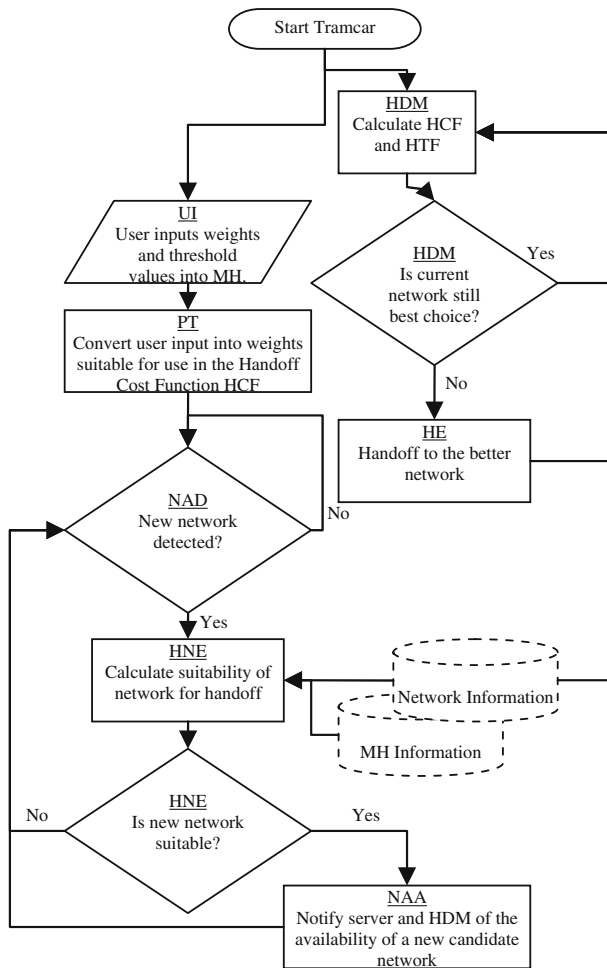 Start Tramcar
HDM
Calculate HCF
and HTF
UI
User inputs weights
and threshold
values into MH.
HDM
Is current
network still
best choice?
Yes
No
PT
Convert user input into weights
suitable for use in the Handoff
Cost Function HCF
HE
Handoff to the better
network
NAD
New network
detected?
No
Yes
HNE
Calculate suitability of
network for handoff
Network Information
MH Information
HNE
Is new network
suitable?
No
Yes
NAA
Notify server and HDM of the
availability of a new candidate
network